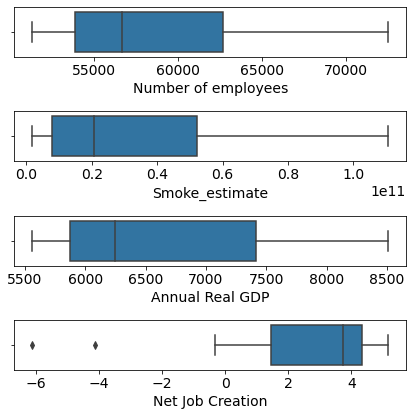 55000 60000 65000 70000
Number of employees
0.0 0.2 0.4 0.6 0.8 1.0
Smoke_estimate 1e11
5500 6000 6500 7000 7500 8000 8500
Annual Real GDP
−6 −4 −2 0 2 4
Net Job Creation